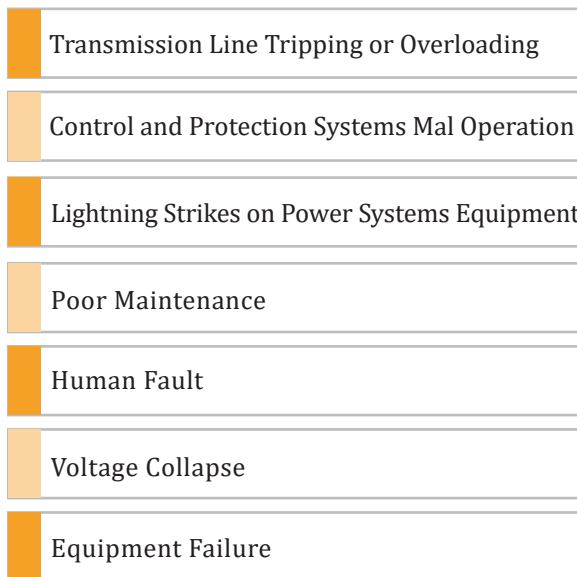 Transmission Line Tripping or Overloading
Control and Protection Systems Mal Operation
Lightning Strikes on Power Systems Equipment
Poor Maintenance
Human Fault
Voltage Collapse
Equipment Failure